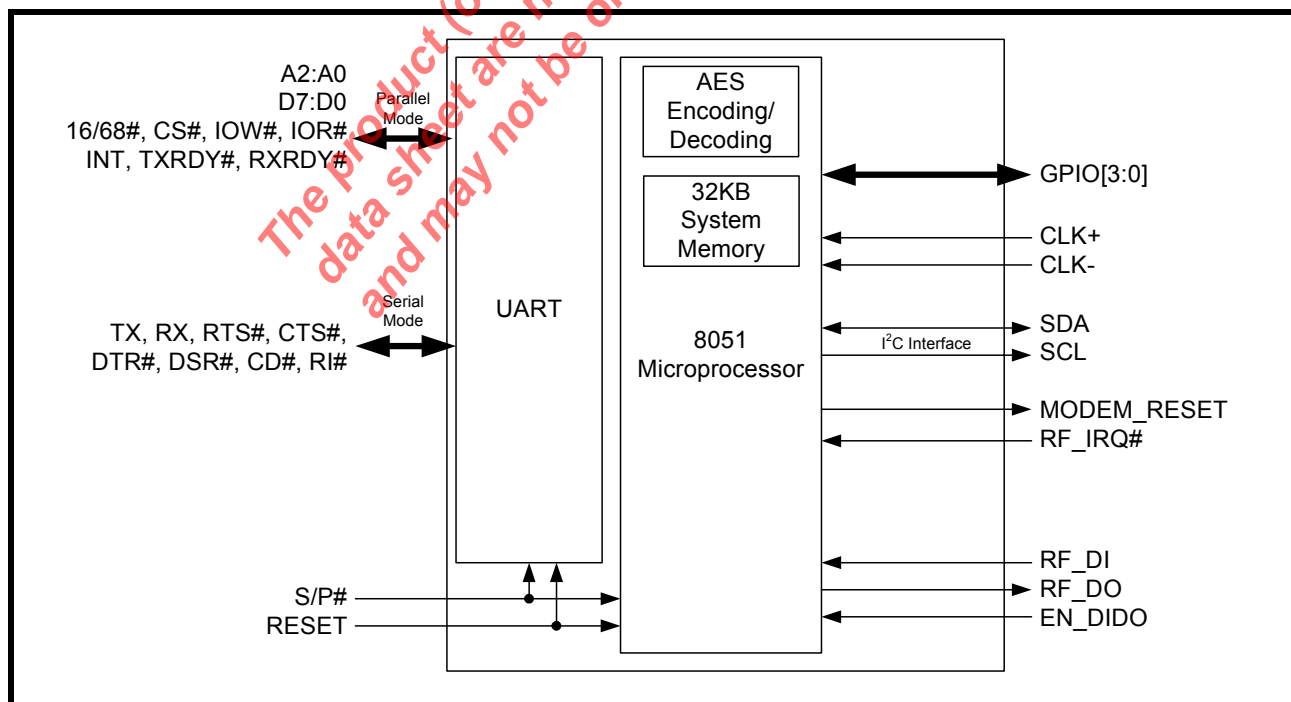 A2:A0
D7:D0
16/68#, CS#, IOW#, IOR#
INT, TXRDY#, RXRDY#
Parallel
Mode
TX, RX, RTS#, CTS#,
DTR#, DSR#, CD#, RI#
Serial
Mode
UART
S/P#
RESET
AES
Encoding/
Decoding
32KB
System
Memory
8051
Microprocessor
GPIO[3:0]
CLK+
CLK-
SDA
I²C Interface
SCL
MODEM_RESET
RF_IRQ#
RF_DI
RF_DO
EN_DIDO
The product (o
data sheet are
and may not be